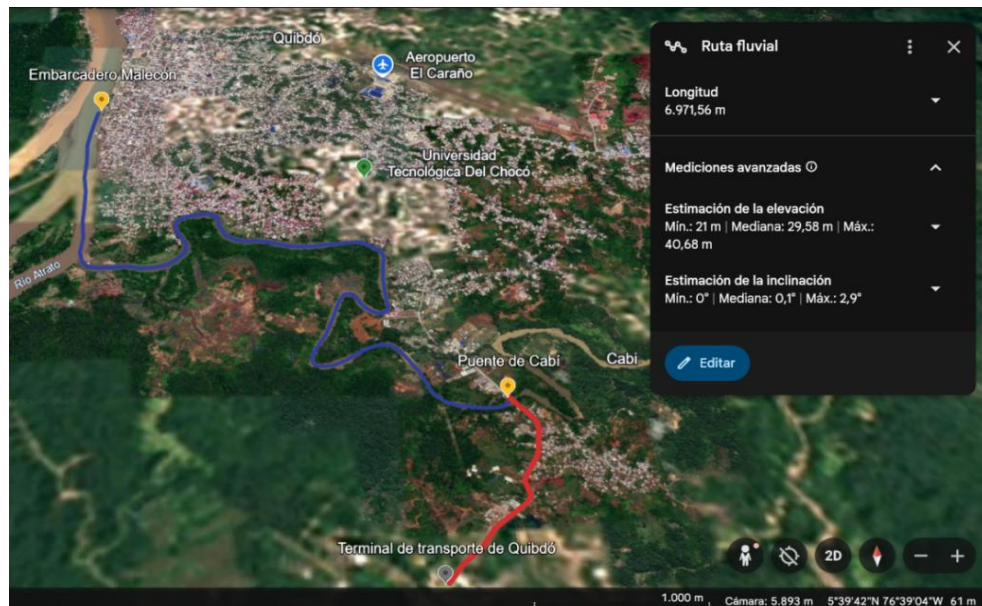 Quibdó
Aeropuerto
El Caraño
Embarcadero Malecón
Universidad
Tecnológica Del Chocó
Río Atrato
Puente de Cabí
Cabi
Terminal de transporte de Quibdó
Ruta fluvial
Longitud
6.971,56 m
Mediciones avanzadas
Estimación de la elevación
Mín.: 21 m | Mediana: 29,58 m | Máx.:
40,68 m
Estimación de la inclinación
Mín.: 0° | Mediana: 0,1° | Máx.: 2,9°
Editar
2D
1.000 m
Cámara: 5.893 m 5°39'42"N 76°39'04"W 61 m